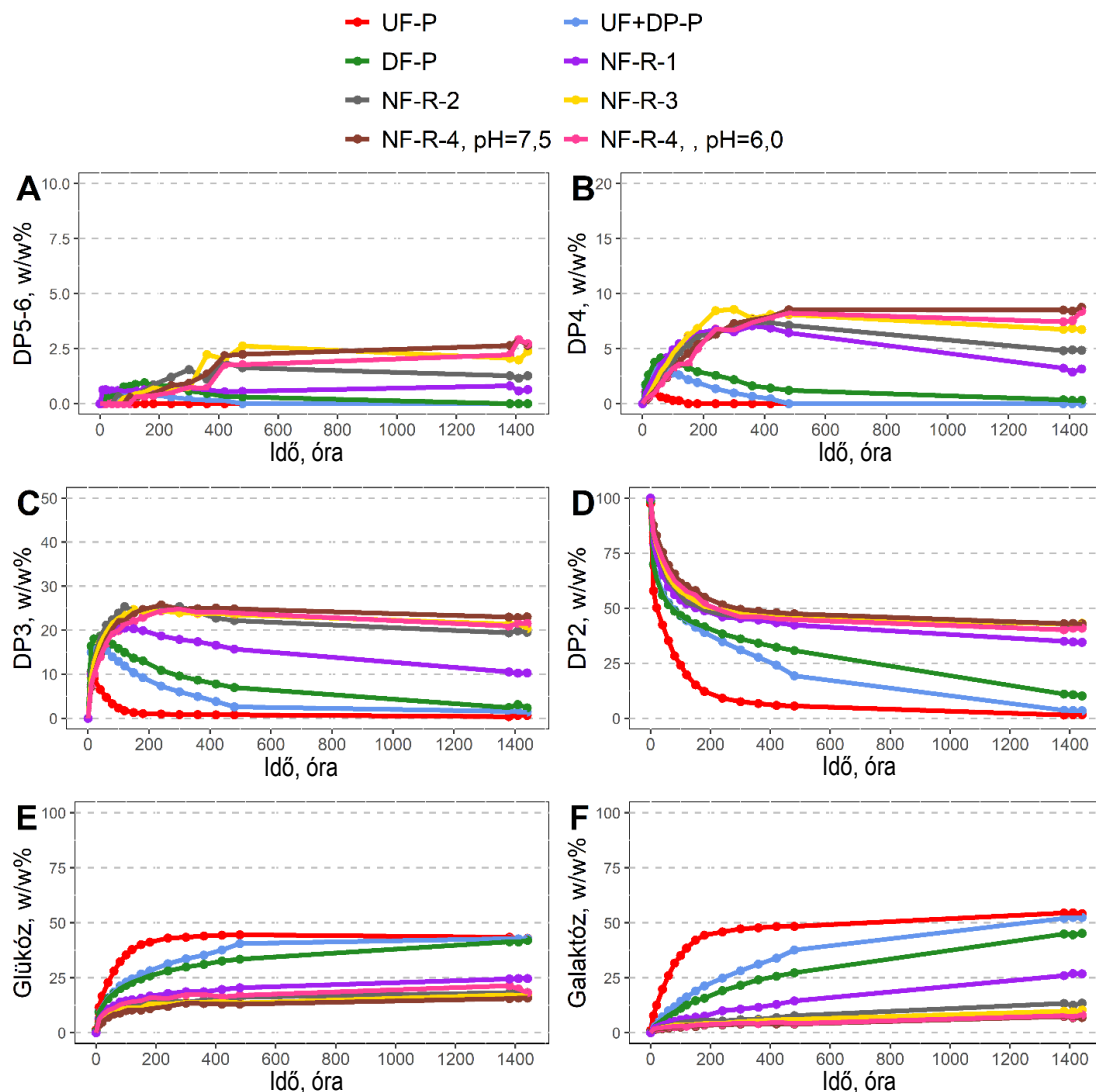 UF-P
UF+DP-P
DF-P
NF-R-1
NF-R-2
NF-R-3
NF-R-4, pH=7,5
NF-R-4, , pH=6,0
A
DP5-6, w/w%
10.0
7.5
5.0
2.5
0.0
0 200 400 600 800 1000 1200 1400
Idő, óra
B
DP4, w/w%
20
15
10
5
0
0 200 400 600 800 1000 1200 1400
Idő, óra
C
DP3, w/w%
50
40
30
20
10
0
0 200 400 600 800 1000 1200 1400
Idő, óra
D
DP2, w/w%
100
75
50
25
0
0 200 400 600 800 1000 1200 1400
Idő, óra
E
Glükóz, w/w%
100
75
50
25
0
0 200 400 600 800 1000 1200 1400
Idő, óra
F
Galaktóz, w/w%
100
75
50
25
0
0 200 400 600 800 1000 1200 1400
Idő, óra